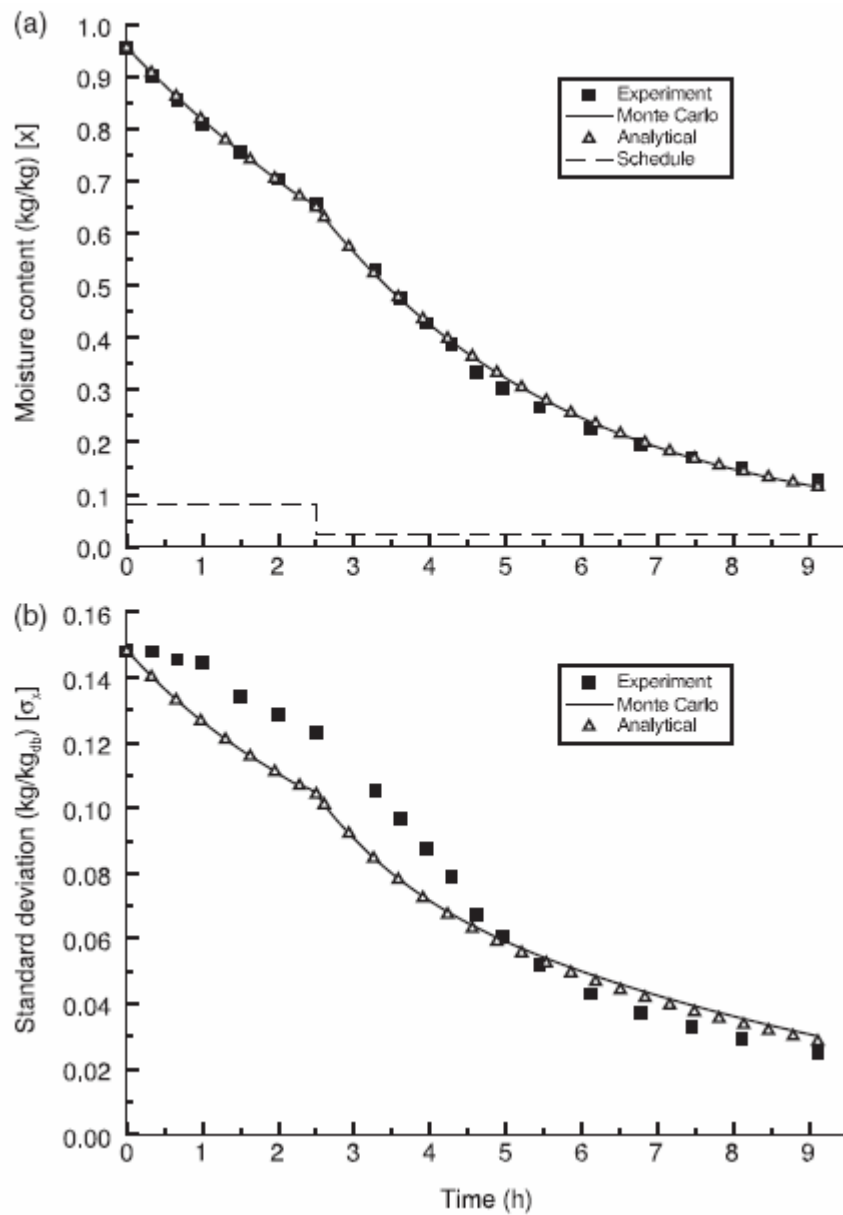 (a)
Moisture content (kg/kg) [x]
1.0
0.9
0.8
0.7
0.6
0.5
0.4
0.3
0.2
0.1
0.0
Experiment
Monte Carlo
Analytical
Schedule
0 1 2 3 4 5 6 7 8 9
(b)
Standard deviation (kg/kg_db) [σ_x]
0.16
0.14
0.12
0.10
0.08
0.06
0.04
0.02
0.00
Experiment
Monte Carlo
Analytical
0 1 2 3 4 5 6 7 8 9
Time (h)